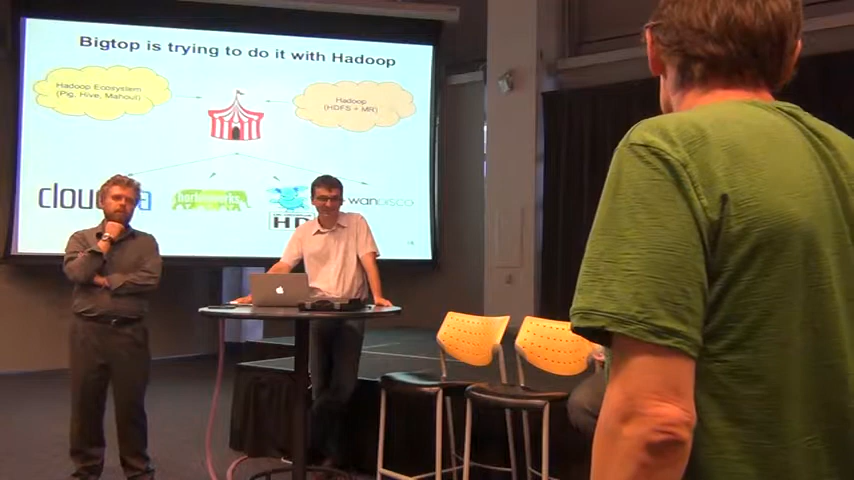 Bigtop is trying to do it with Hadoop
Hadoop Ecosystem
(Pig, Hive, Mahout)
Hadoop
(HDFS + MR)
wandisco